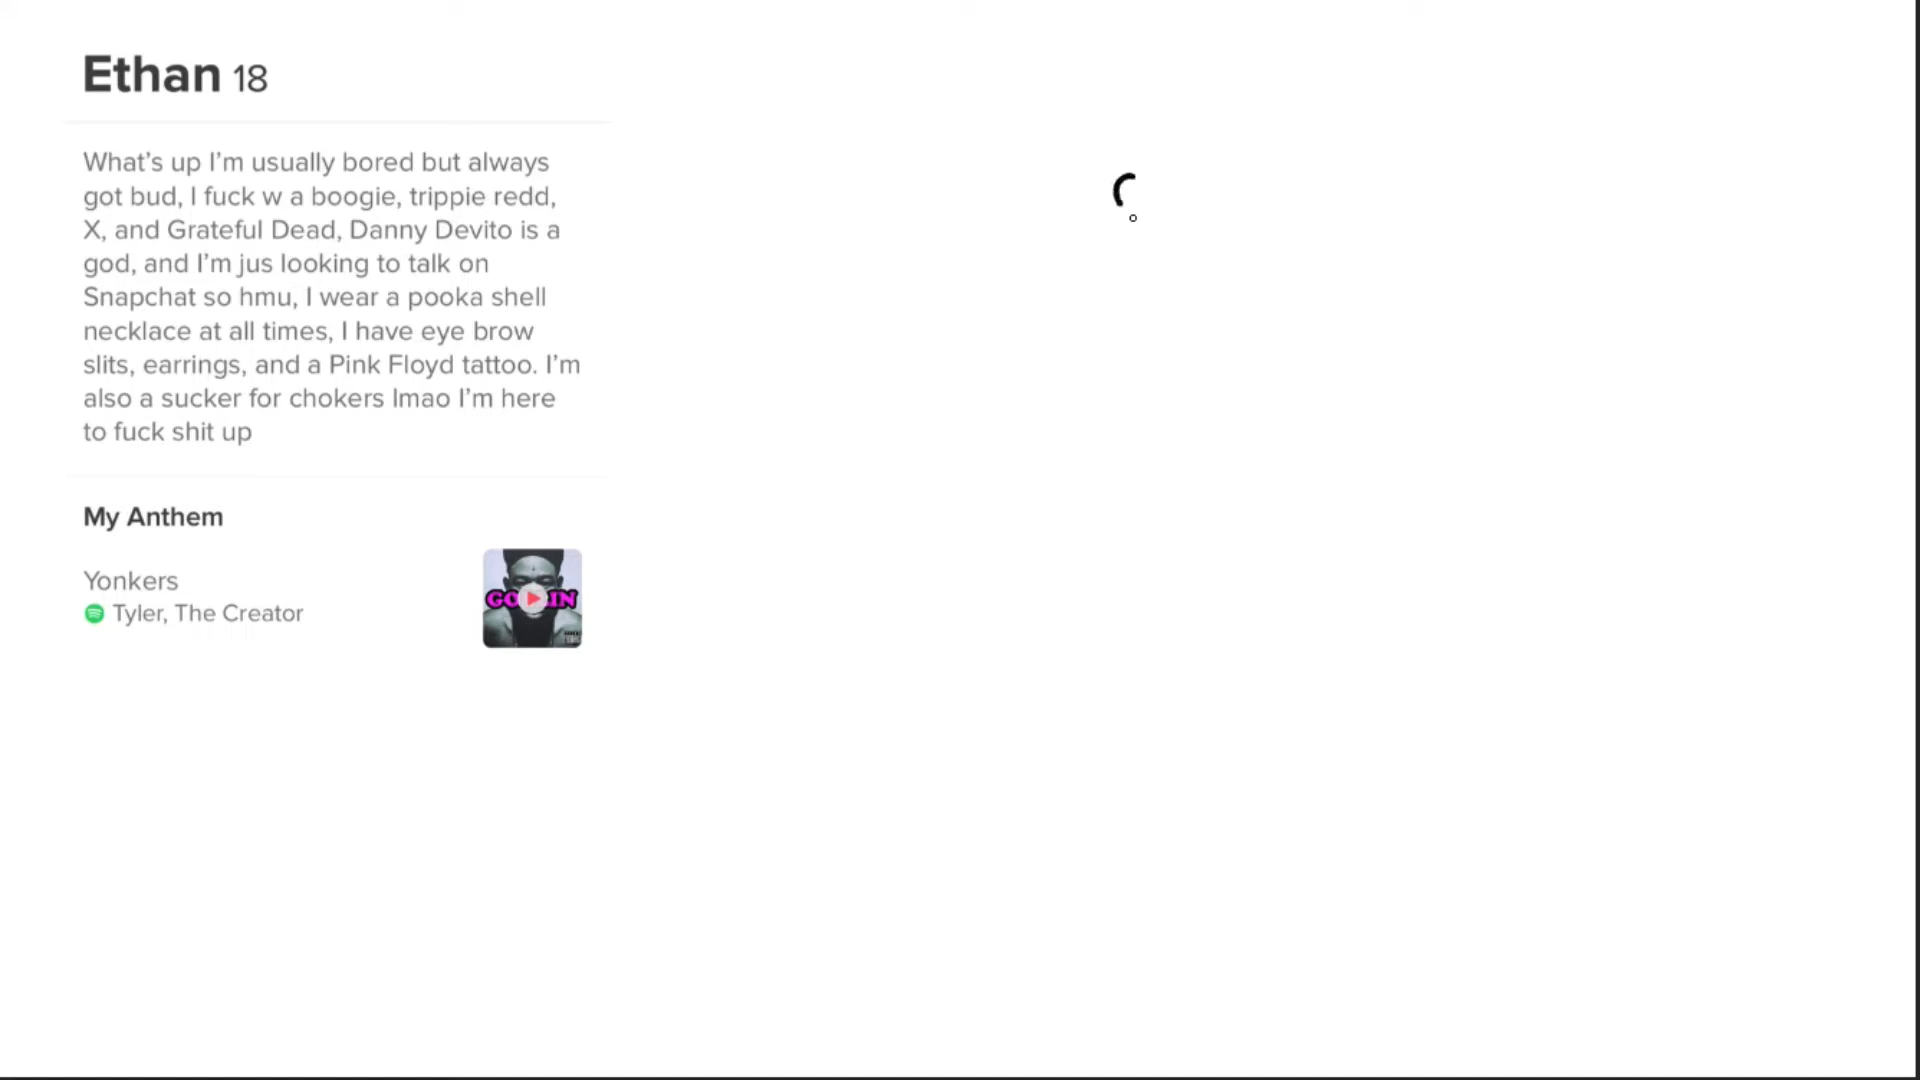 Ethan 18
What’s up I’m usually bored but always
got bud, I fuck w a boogie, trippie redd,
X, and Grateful Dead, Danny Devito is a
god, and I’m jus looking to talk on
Snapchat so hmu, I wear a pooka shell
necklace at all times, I have eye brow
slits, earrings, and a Pink Floyd tattoo. I’m
also a sucker for chokers lmao I’m here
to fuck shit up
My Anthem
Yonkers
Tyler, The Creator